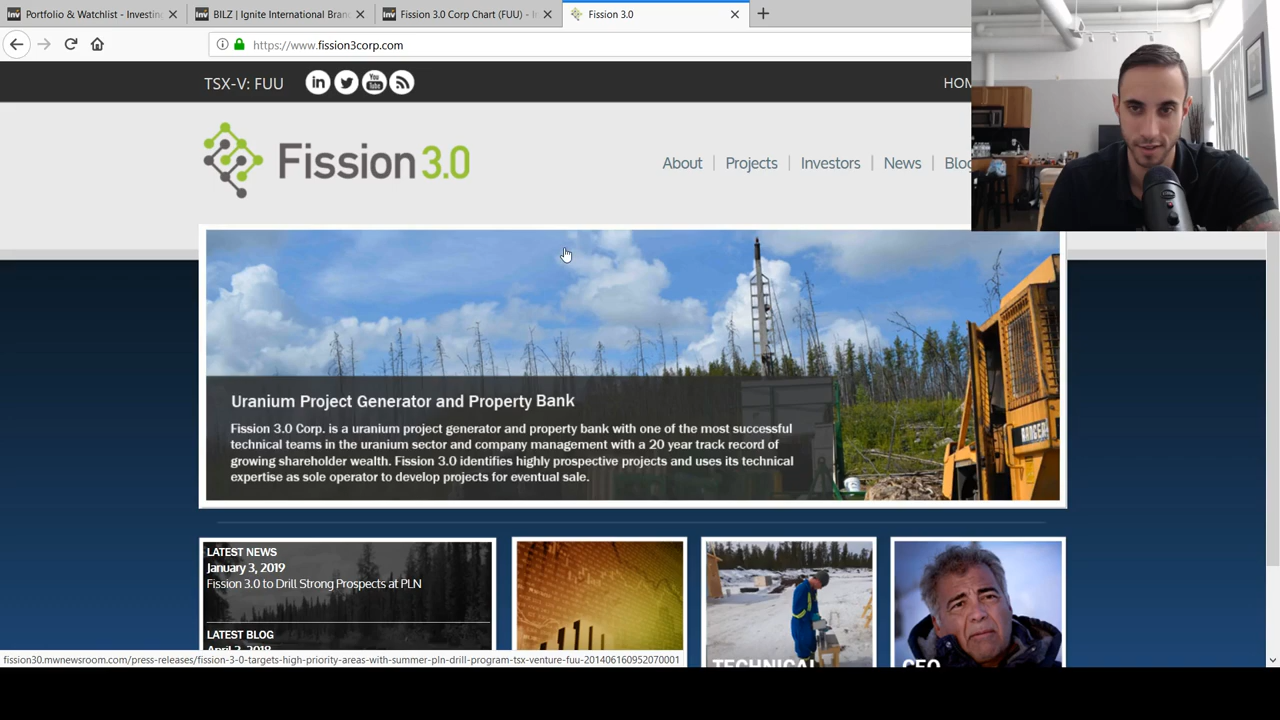 Portfolio & Watchlist - Investin
BILZ | Ignite International Bran
Fission 3.0 Corp Chart (FUU) - I
Fission 3.0
https://www.fission3corp.com
TSX-V: FUU
in
You
Tube
HOM
Fission 3.0
About | Projects | Investors | News | Blog
Uranium Project Generator and Property Bank
Fission 3.0 Corp. is a uranium project generator and property bank with one of the most successful
technical teams in the uranium sector and company management with a 20 year track record of
growing shareholder wealth. Fission 3.0 identifies highly prospective projects and uses its technical
expertise as sole operator to develop projects for eventual sale.
LATEST NEWS
January 3, 2019
Fission 3.0 to Drill Strong Prospects at PLN
LATEST BLOG
TECHNICAL
CEO
fission30.mwnewsroom.com/press-releases/fission-3-0-targets-high-priority-areas-with-summer-pln-drill-program-tsx-venture-fuu-201406160952070001